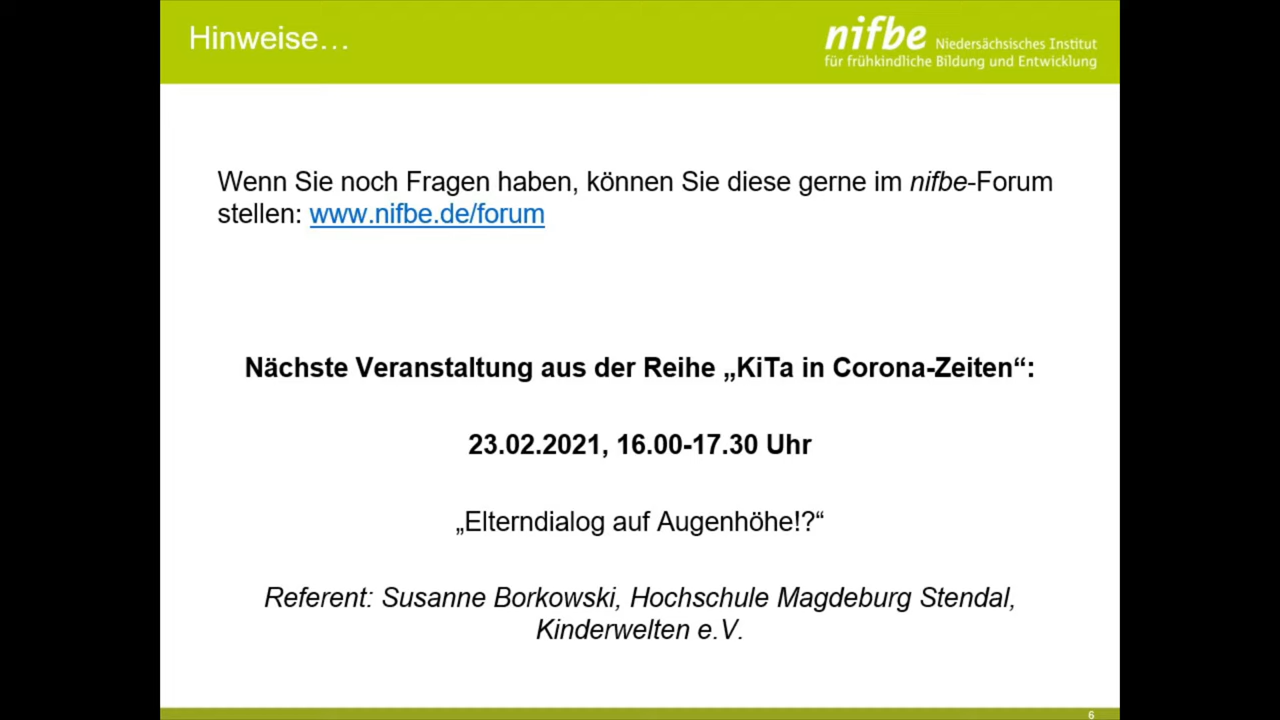 Hinweise…
nifbe Niedersächsisches Institut
für frühkindliche Bildung und Entwicklung
Wenn Sie noch Fragen haben, können Sie diese gerne im nifbe-Forum
stellen: www.nifbe.de/forum
Nächste Veranstaltung aus der Reihe „KiTa in Corona-Zeiten“:
23.02.2021, 16.00-17.30 Uhr
„Elterndialog auf Augenhöhe!?“
Referent: Susanne Borkowski, Hochschule Magdeburg Stendal,
Kinderwelten e.V.
6